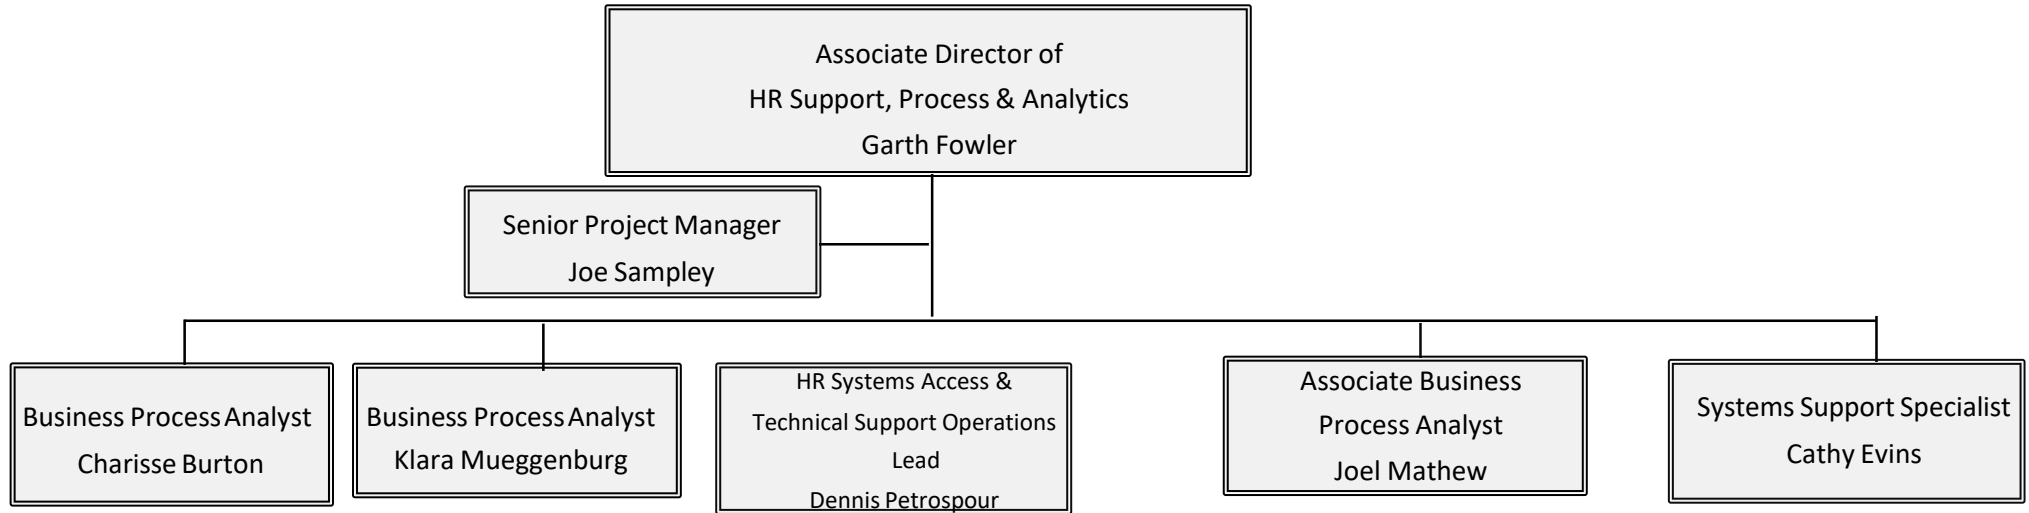 Associate Director of
HR Support, Process & Analytics
Garth Fowler
Senior Project Manager
Joe Sampley
Business Process Analyst
Charisse Burton
Business Process Analyst
Klara Mueggenburg
HR Systems Access &
Technical Support Operations
Lead
Dennis Petrospour
Associate Business
Process Analyst
Joel Mathew
Systems Support Specialist
Cathy Evins